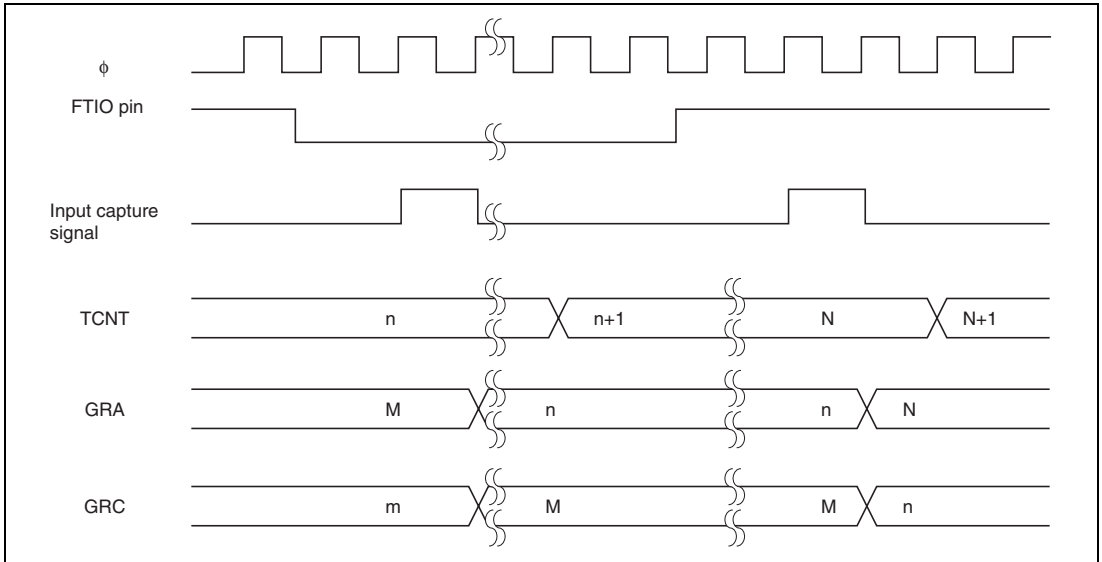 ϕ
FTIO pin
Input capture
signal
TCNT n n+1 N N+1
GRA M n n N
GRC m M M n